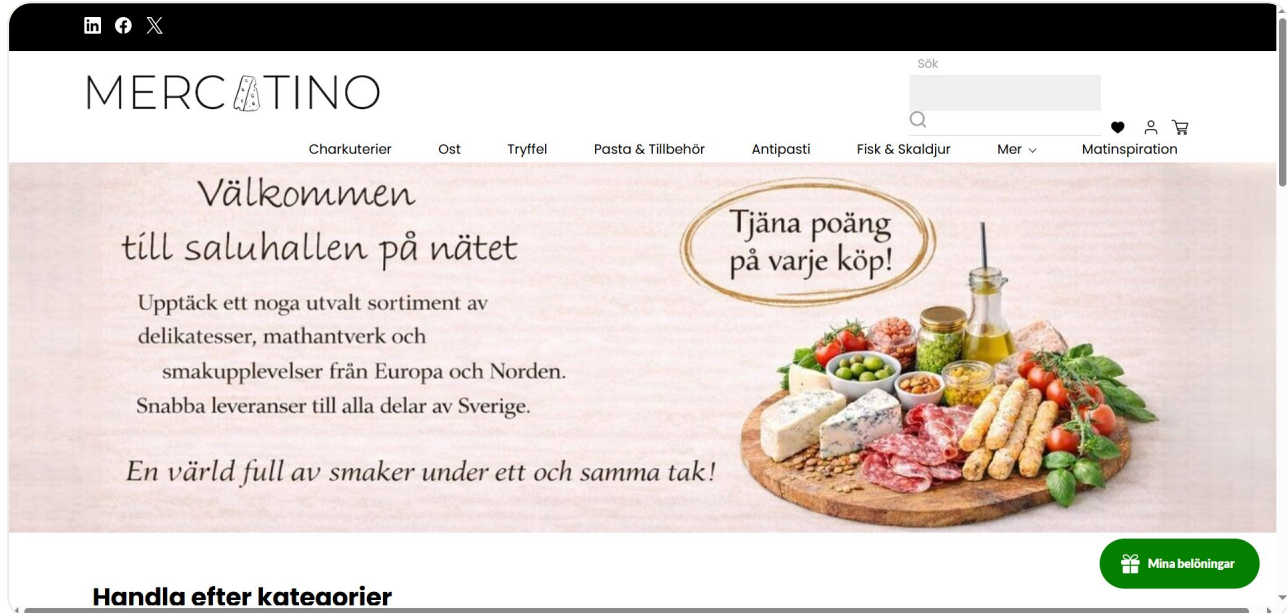 MERCATINO
Sök
Charkuterier Ost Tryffel Pasta & Tillbehör Antipasti Fisk & Skaldjur Mer Matinspiration
Välkommen
till saluhallen på nätet
Upptäck ett noga utvalt sortiment av
delikatesser, mathantverk och
smakupplevelser från Europa och Norden.
Snabba leveranser till alla delar av Sverige.
En värld full av smaker under ett och samma tak!
Tjäna poäng
på varje köp!
Mina belöningar
Handla efter kategorier